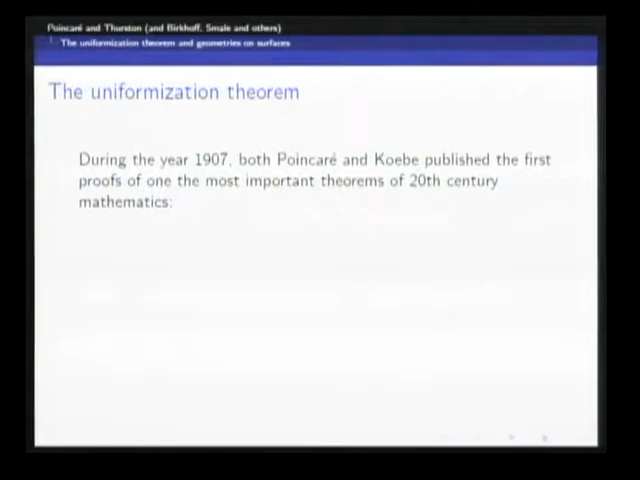 Poincaré and Thurston (and Birkhoff, Smale and others)
The uniformization theorem and geometries on surfaces
The uniformization theorem
During the year 1907, both Poincaré and Koebe published the first
proofs of one the most important theorems of 20th century
mathematics: